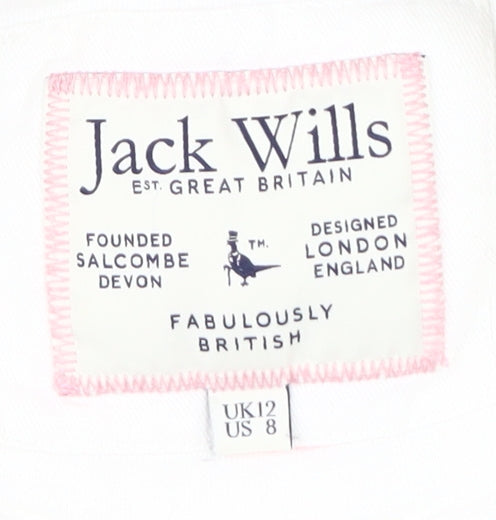 Jack Wills
EST. GREAT BRITAIN
FOUNDED
SALCOMBE
DEVON
TM.
DESIGNED
LONDON
ENGLAND
FABULOUSLY
BRITISH
UK12
US 8